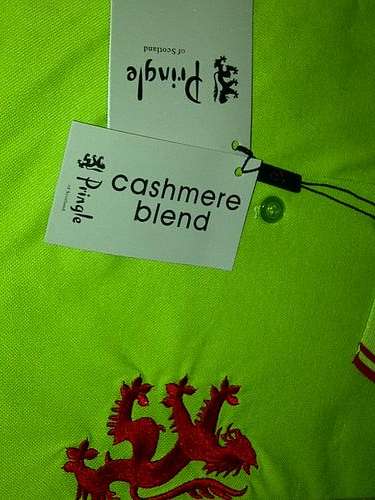 Pringle
of Scotland
Pringle
of Scotland
cashmere
blend